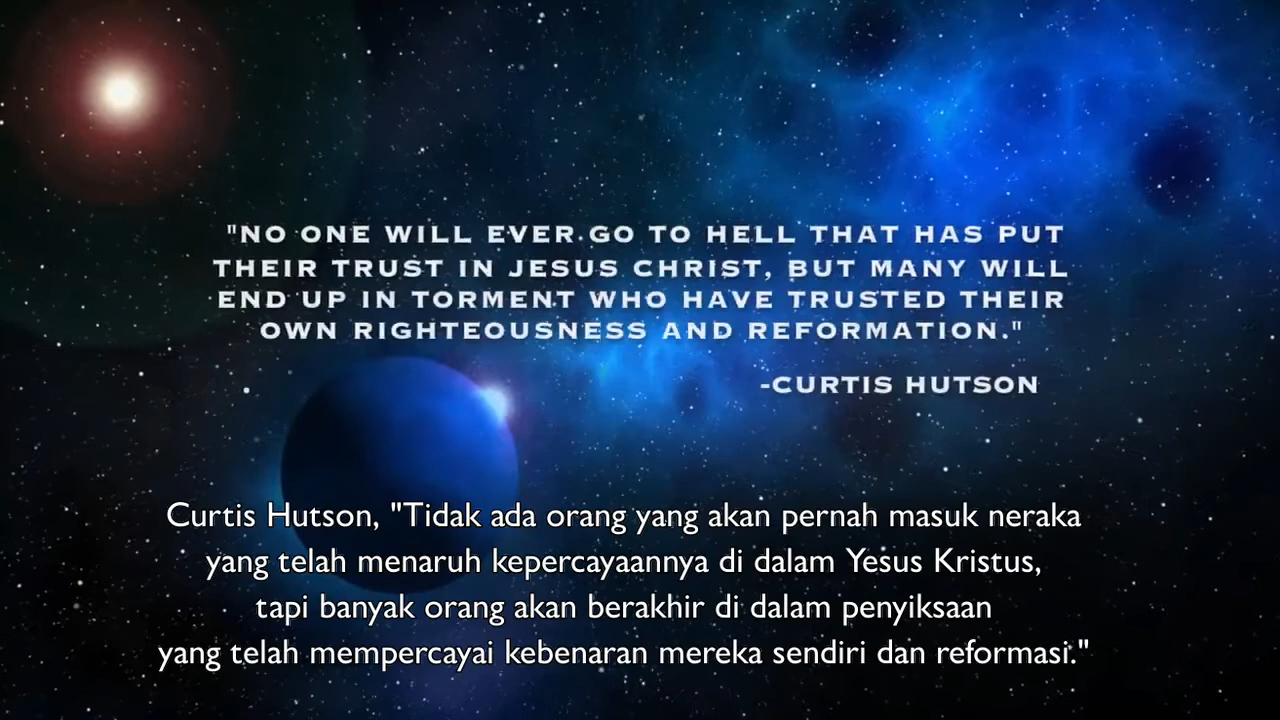 "NO ONE WILL EVER GO TO HELL THAT HAS PUT
THEIR TRUST IN JESUS CHRIST, BUT MANY WILL
END UP IN TORMENT WHO HAVE TRUSTED THEIR
OWN RIGHTEOUSNESS AND REFORMATION."
-CURTIS HUTSON
Curtis Hutson, "Tidak ada orang yang akan pernah masuk neraka
yang telah menaruh kepercayaannya di dalam Yesus Kristus,
tapi banyak orang akan berakhir di dalam penyiksaan
yang telah mempercayai kebenaran mereka sendiri dan reformasi."